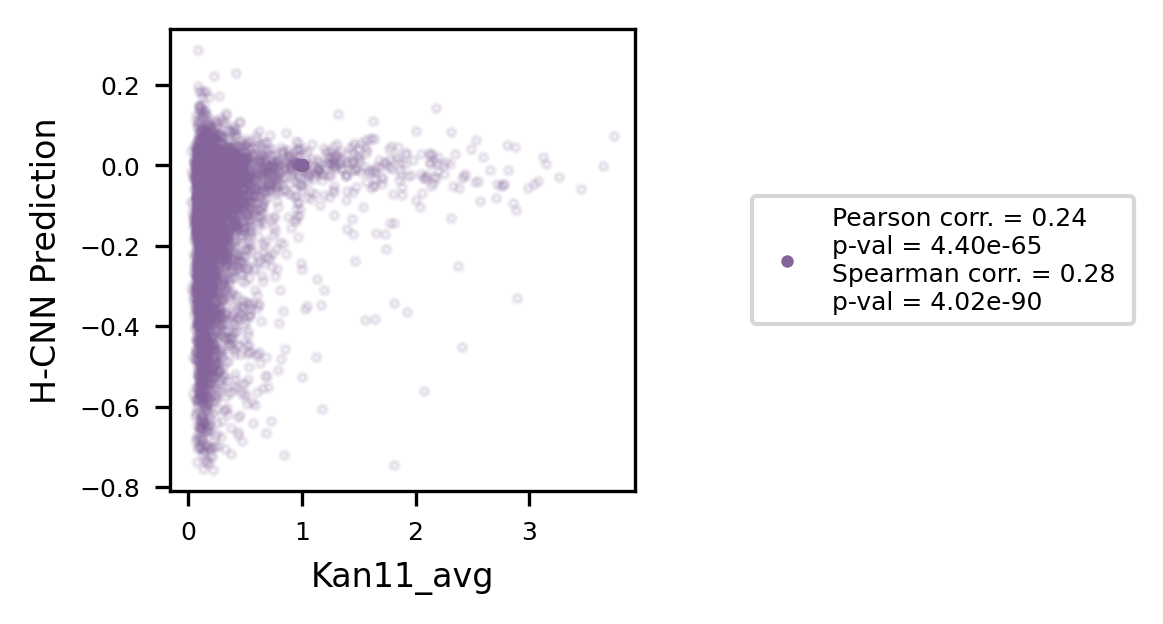 H-CNN Prediction
0.2
0.0
−0.2
−0.4
−0.6
−0.8
0 1 2 3
Kan11_avg
Pearson corr. = 0.24
p-val = 4.40e-65
Spearman corr. = 0.28
p-val = 4.02e-90